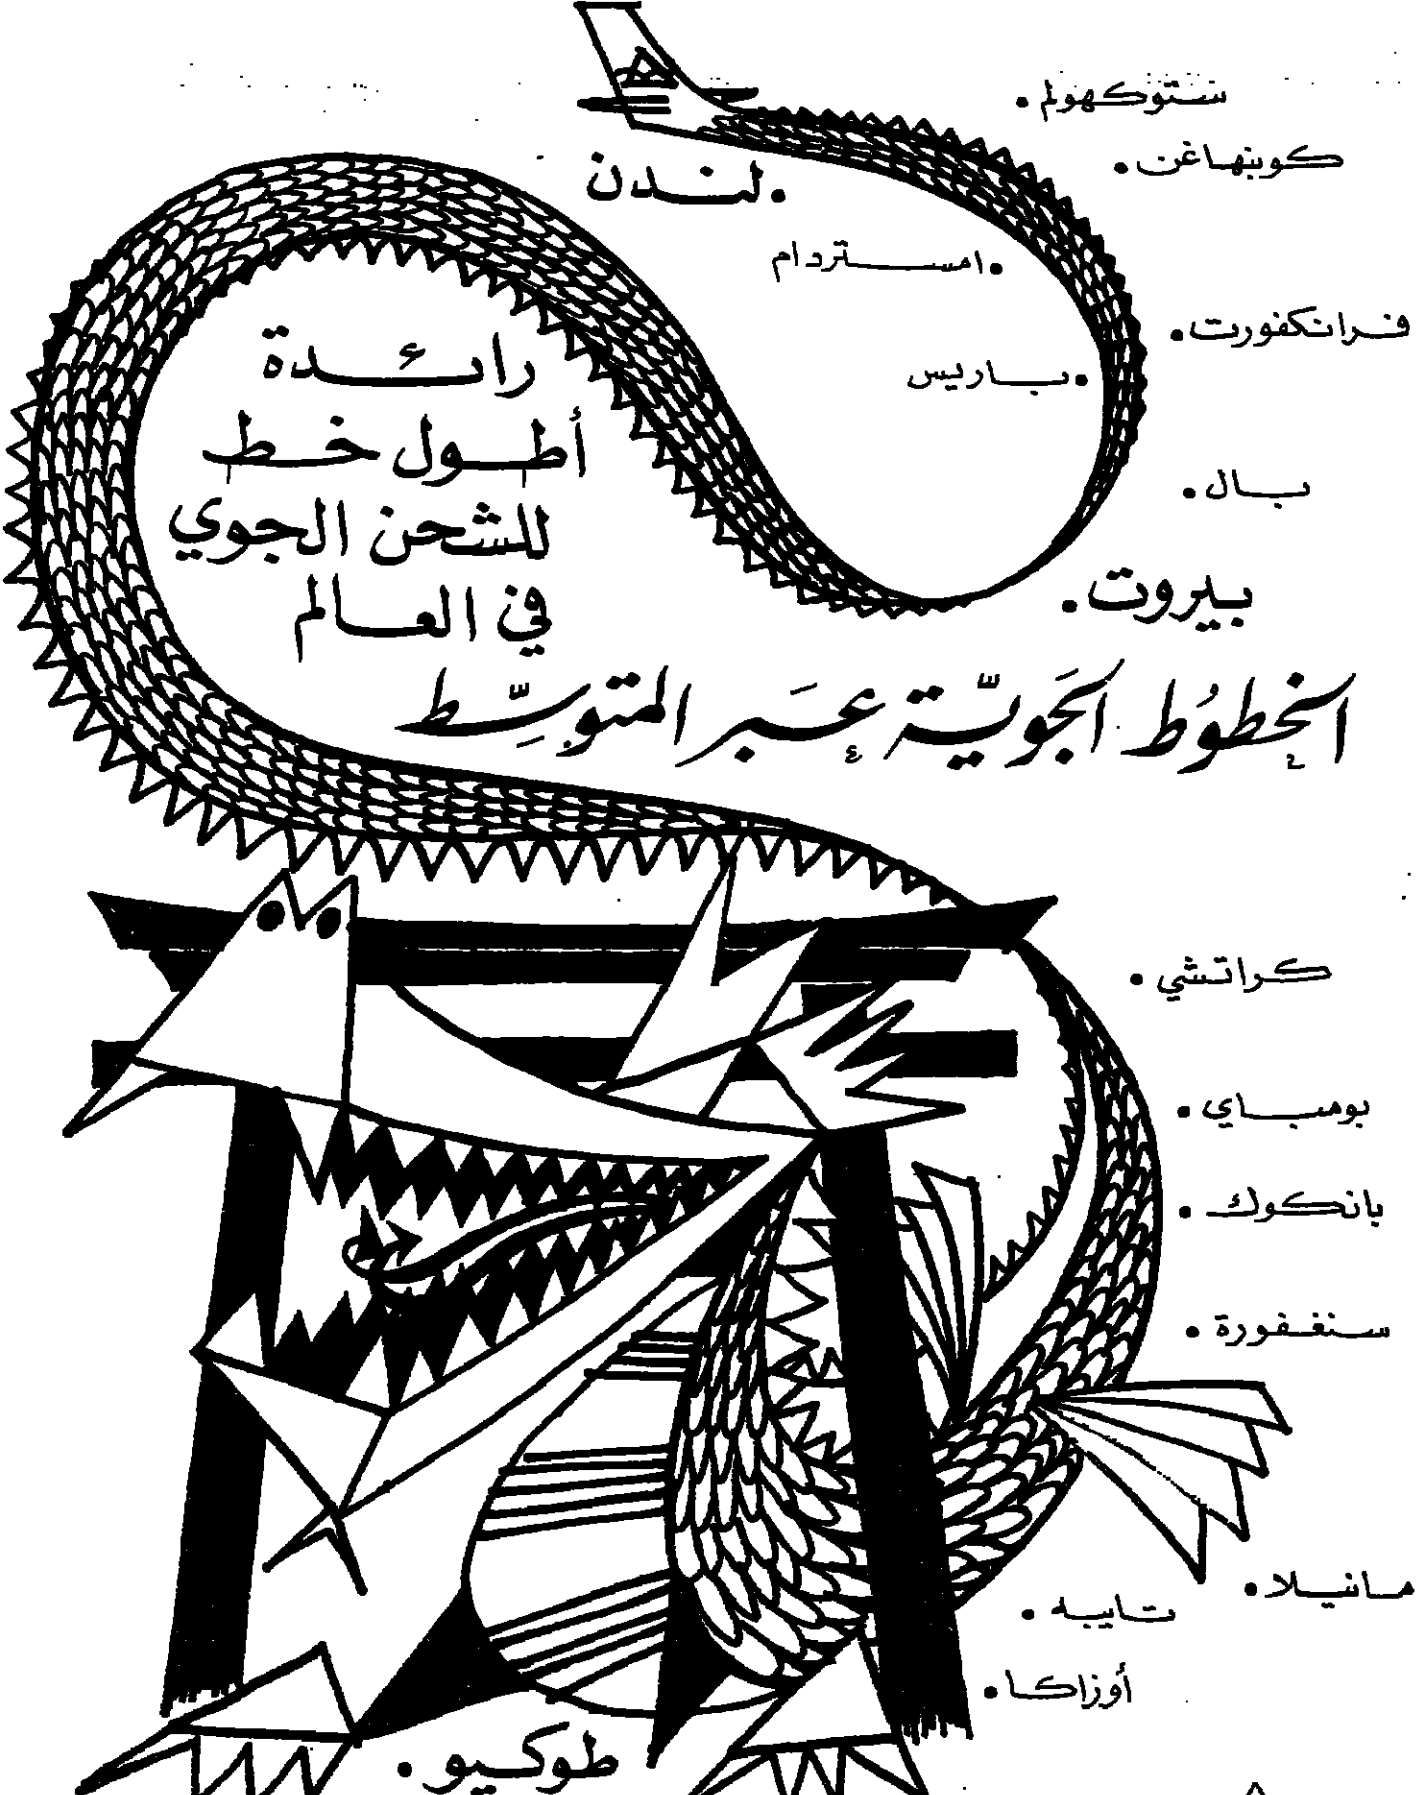 ستوكهولم
كوبنهاغن
لندن
امستردام
فرانكفورت
باريس
بال
بيروت
رائدة
أطول خط
للشحن الجوي
في العالم
الخطوط الجوية عبر المتوسط
كراتشي
بومباي
بانكوك
سنغفورة
مانيلا
تايبه
أوزاكا
طوكيو